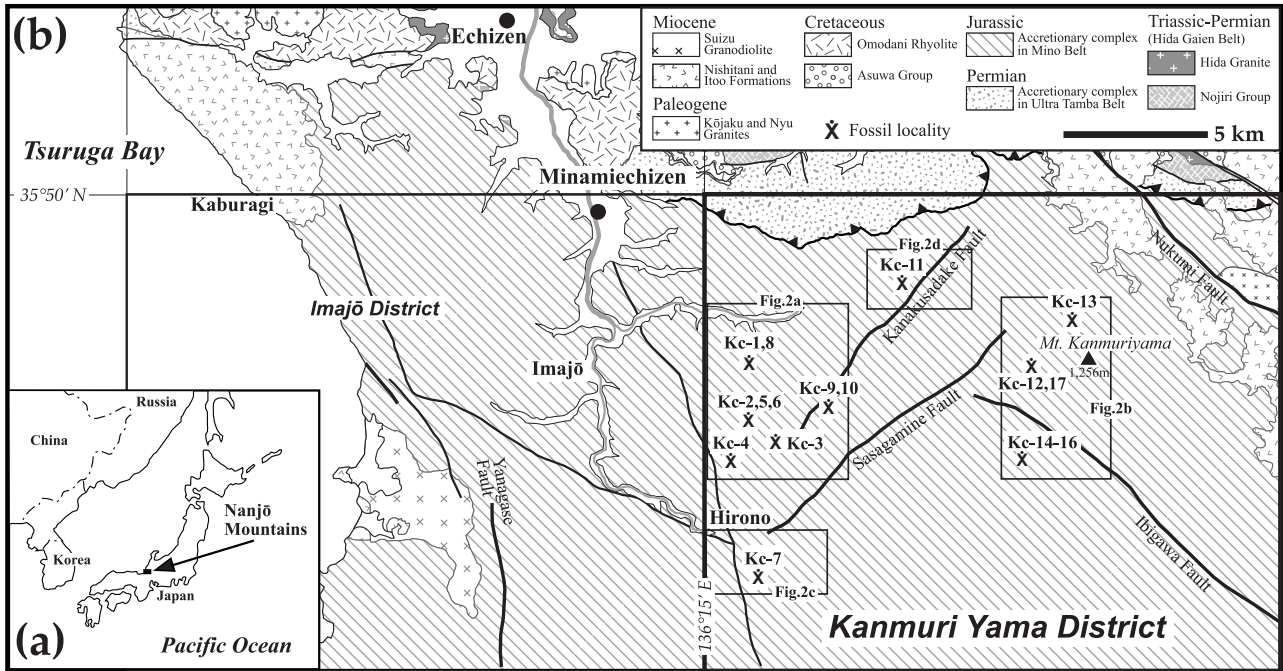 (b)
Echizen
Tsuruga Bay
35°50′ N
Kaburagi
Minamiechizen
Miocene
Suizu
Granodiolite
Nishitani and
Itoo Formations
Paleogene
Kōjaku and Nyu
Granites
Cretaceous
Omodani Rhyolite
Asuwa Group
Fossil locality
Jurassic
Accretionary complex
in Mino Belt
Permian
Accretionary complex
in Ultra Tamba Belt
Triassic-Permian
(Hida Gaien Belt)
Hida Granite
Nojiri Group
5 km
Imajō District
Imajō
Yanagase
Fault
Fig.2d
Kc-11
Kanakusadake Fault
Nukumi Fault
Fig.2a
Kc-1,8
Kc-9,10
Kc-2,5,6
Kc-4
Kc-3
Sasagamine Fault
Kc-13
Mt. Kanmuriyama
1,256m
Kc-12,17
Fig.2b
Kc-14-16
Ibigawa Fault
Hirono
Kc-7
Fig.2c
136°15′ E
Kanmuri Yama District
Russia
China
Nanjō
Mountains
Korea
Japan
(a)
Pacific Ocean